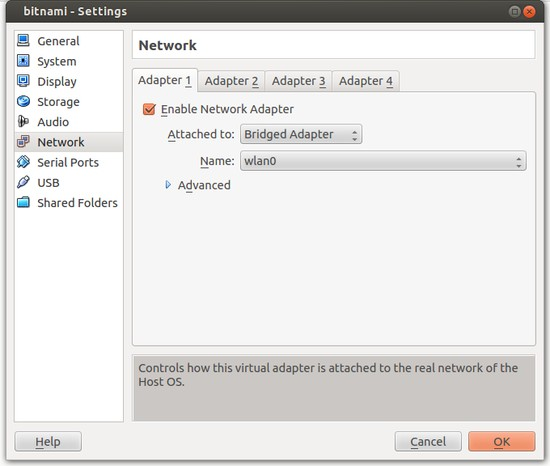 bitnami - Settings
General
System
Display
Storage
Audio
Network
Serial Ports
USB
Shared Folders
Network
Adapter 1 Adapter 2 Adapter 3 Adapter 4
Enable Network Adapter
Attached to: Bridged Adapter
Name: wlan0
Advanced
Controls how this virtual adapter is attached to the real network of the
Host OS.
Help Cancel OK